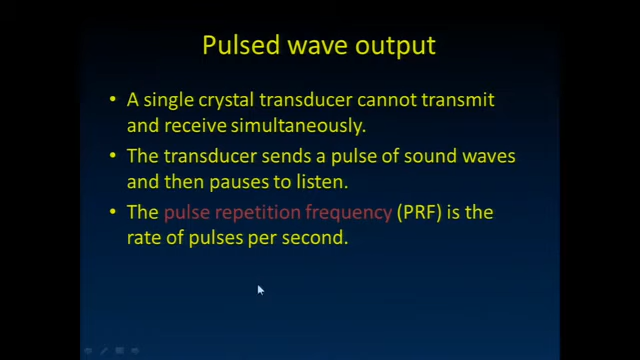 Pulsed wave output
• A single crystal transducer cannot transmit
and receive simultaneously.
• The transducer sends a pulse of sound waves
and then pauses to listen.
• The pulse repetition frequency (PRF) is the
rate of pulses per second.